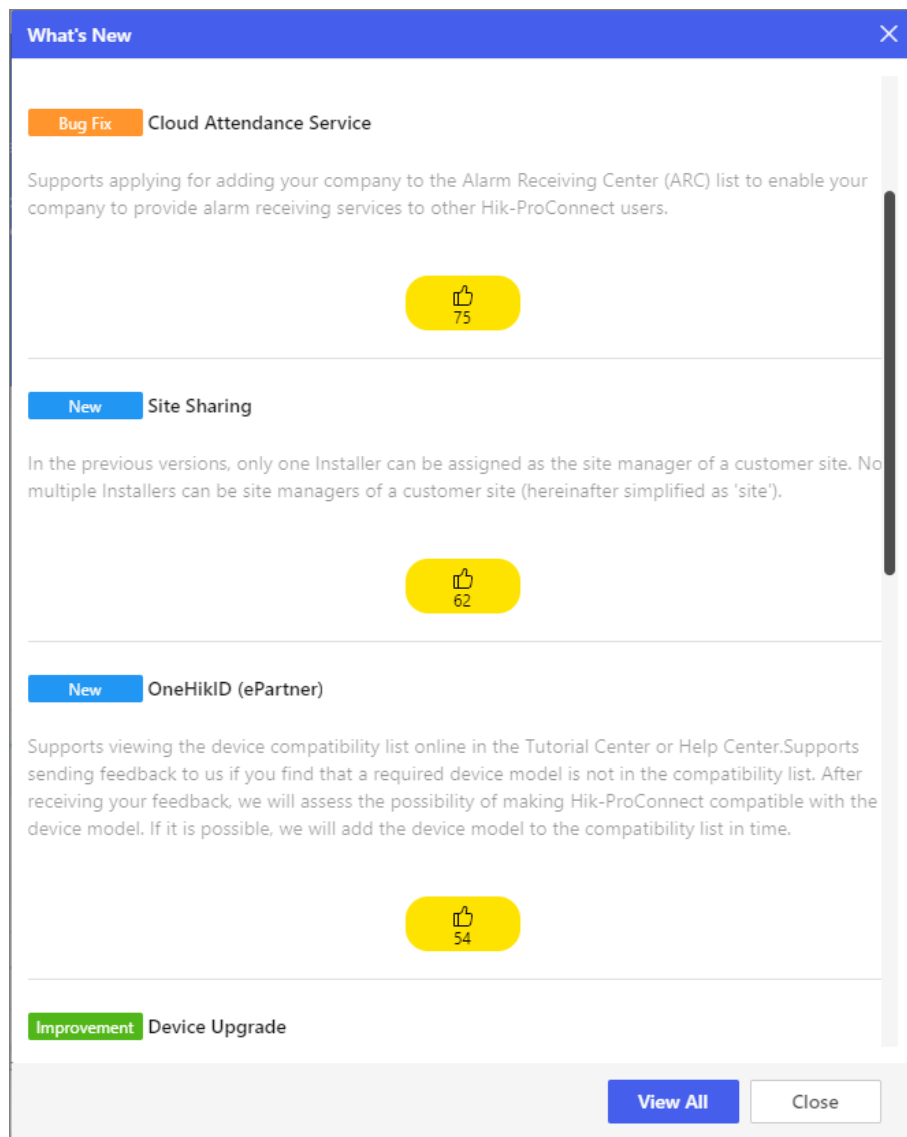 What's New
Bug Fix Cloud Attendance Service
Supports applying for adding your company to the Alarm Receiving Center (ARC) list to enable your
company to provide alarm receiving services to other Hik-ProConnect users.
75
New Site Sharing
In the previous versions, only one Installer can be assigned as the site manager of a customer site. No
multiple Installers can be site managers of a customer site (hereinafter simplified as 'site').
62
New OneHikID (ePartner)
Supports viewing the device compatibility list online in the Tutorial Center or Help Center.Supports
sending feedback to us if you find that a required device model is not in the compatibility list. After
receiving your feedback, we will assess the possibility of making Hik-ProConnect compatible with the
device model. If it is possible, we will add the device model to the compatibility list in time.
54
Improvement Device Upgrade
View All Close